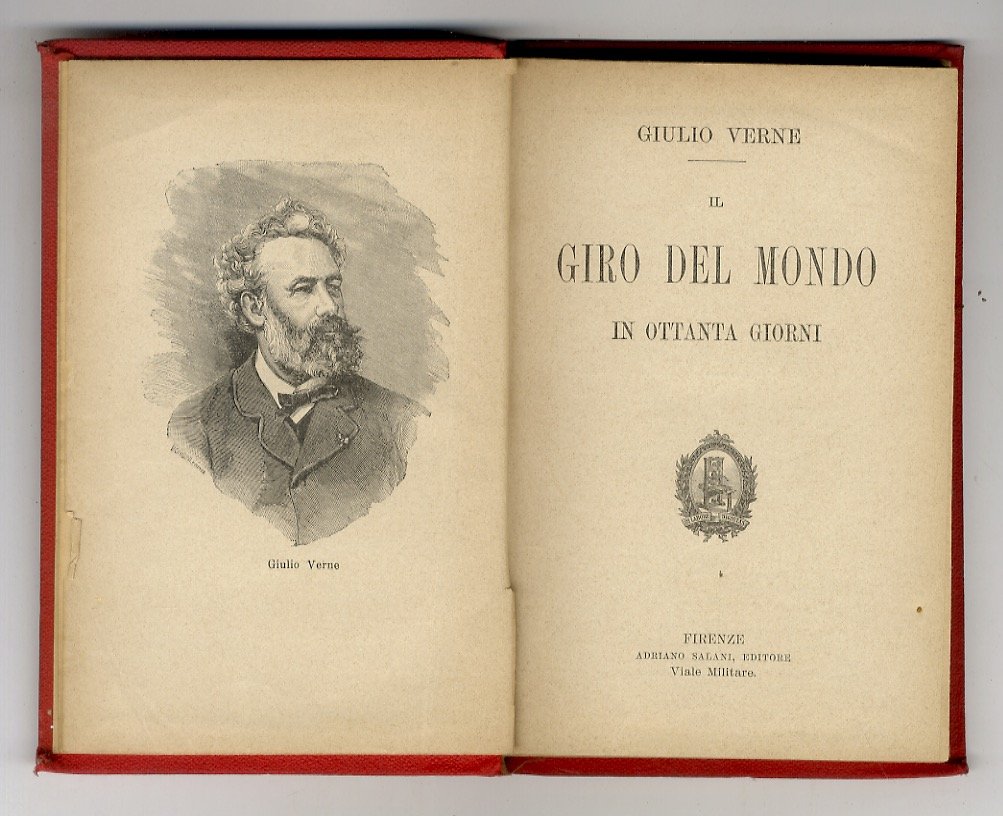 Giulio Verne
GIULIO VERNE
IL
GIRO DEL MONDO
IN OTTANTA GIORNI
FIRENZE
ADRIANO SALANI, EDITORE
Viale Militare.